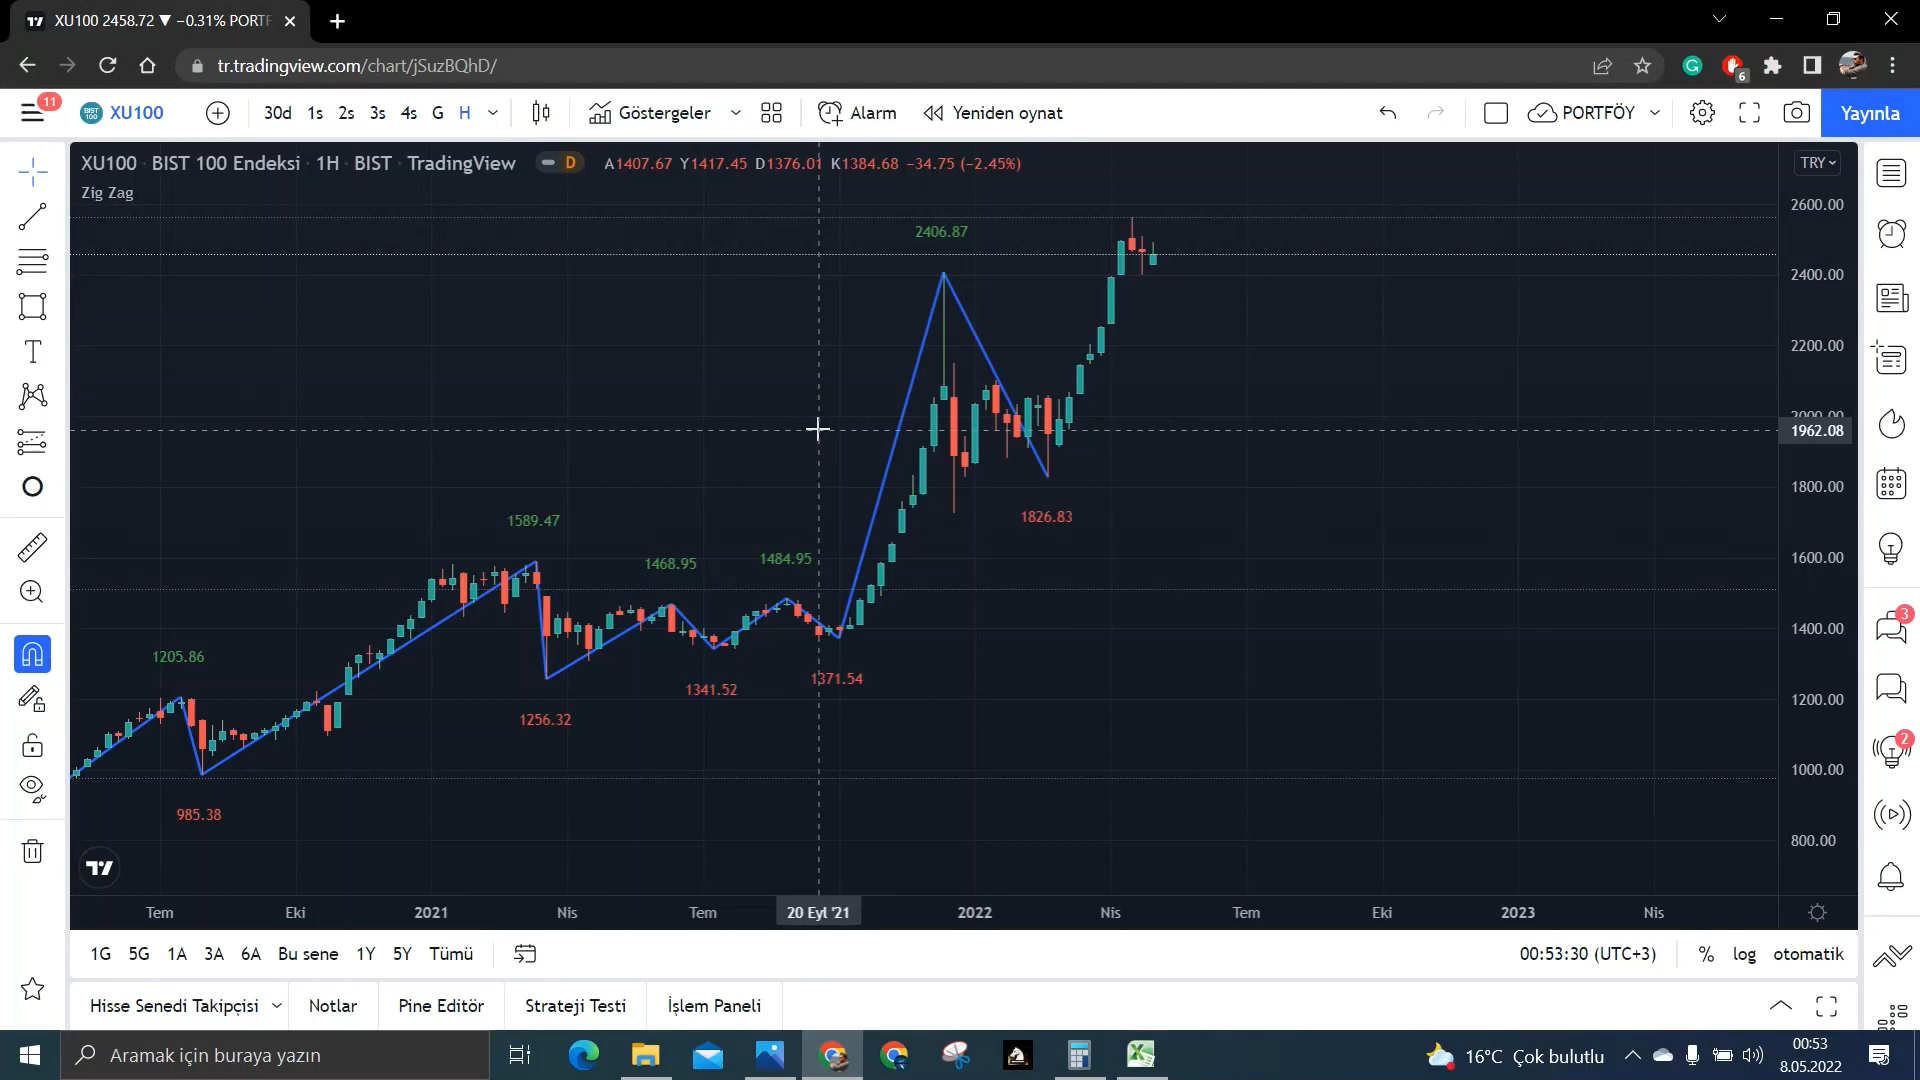 XU100 2458.72 ▼ −0.31% PORTF
tr.tradingview.com/chart/jSuzBQhD/
6
11
BIST 100
XU100
30d 1s 2s 3s 4s G H
Göstergeler
Alarm
Yeniden oynat
PORTFÖY
Yayınla
XU100 · BIST 100 Endeksi · 1H · BIST · TradingView
D
A1407.67 Y1417.45 D1376.01 K1384.68 −34.75 (−2.45%)
TRY
Zig Zag
2600.00
2406.87
2400.00
2200.00
2000.00
1962.08
1800.00
1826.83
1589.47
1600.00
1468.95
1484.95
1400.00
1205.86
1371.54
1341.52
1200.00
1256.32
1000.00
985.38
800.00
3
2
Tem Eki 2021 Nis Tem 20 Eyl '21 2022 Nis Tem Eki 2023 Nis
1G 5G 1A 3A 6A Bu sene 1Y 5Y Tümü
00:53:30 (UTC+3) % log otomatik
Hisse Senedi Takipçisi Notlar Pine Editör Strateji Testi İşlem Paneli
Aramak için buraya yazın
16°C Çok bulutlu
00:53
8.05.2022